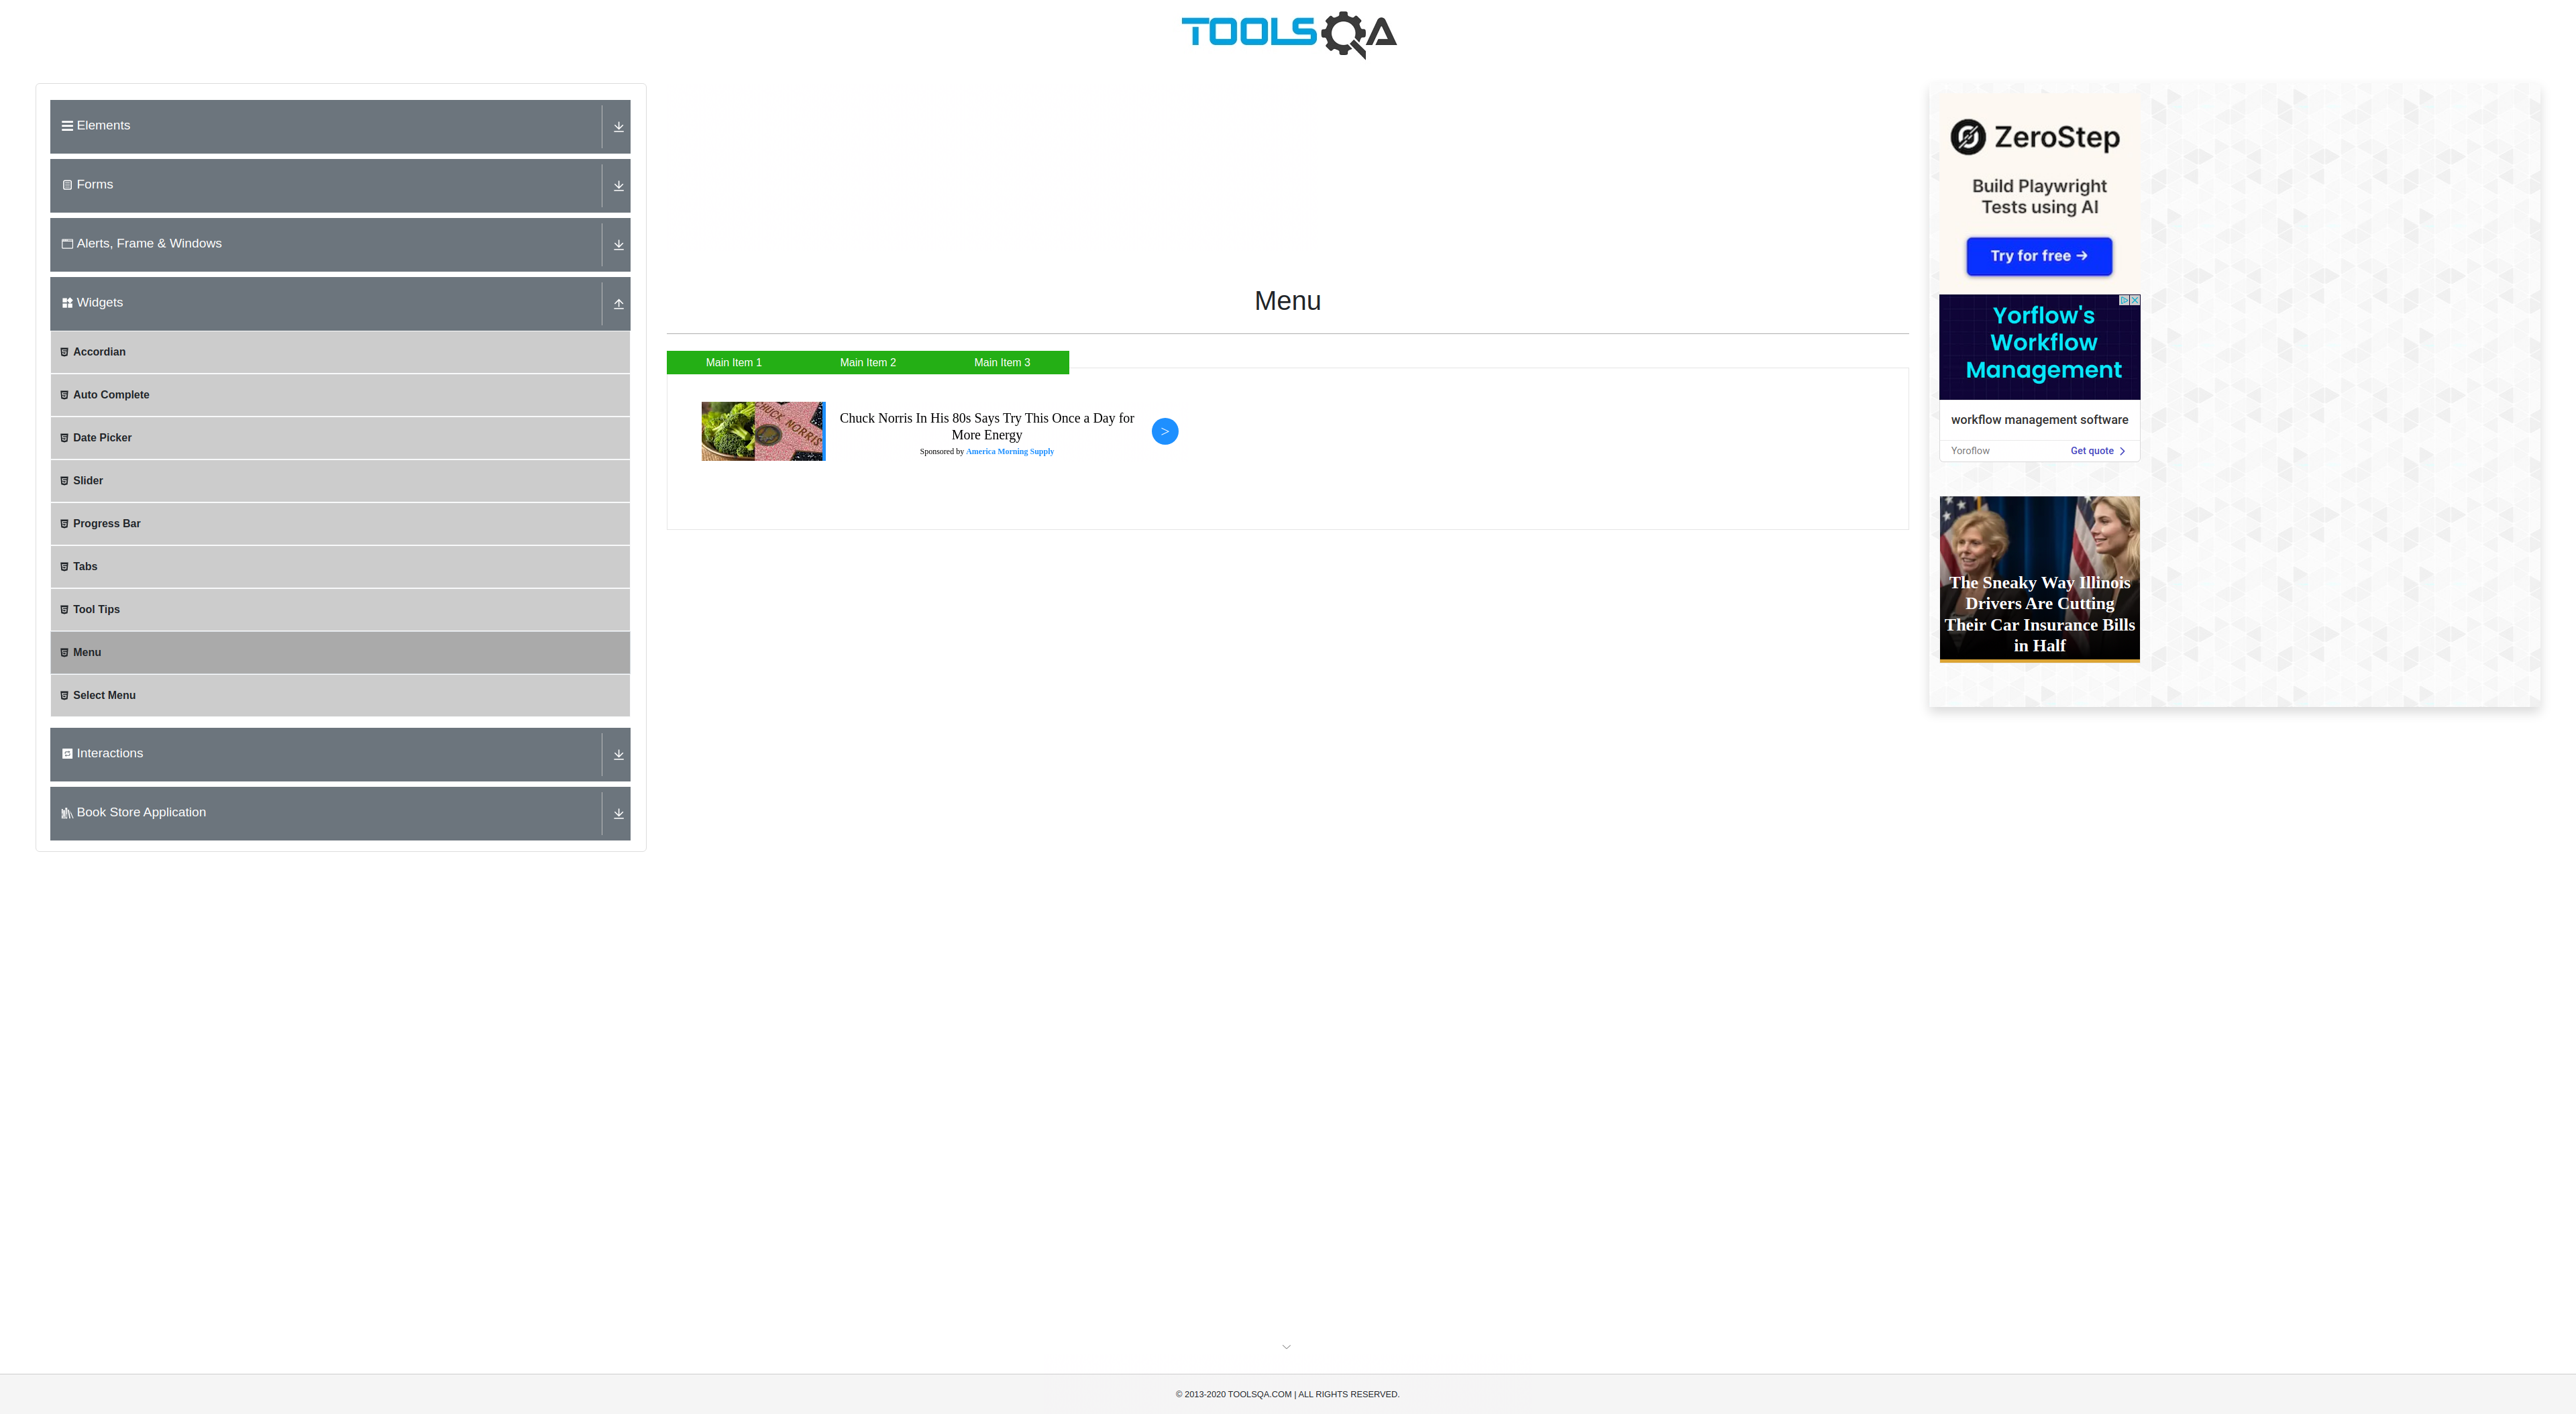 TOOLSQA
Elements
Forms
Alerts, Frame & Windows
Widgets
Accordian
Auto Complete
Date Picker
Slider
Progress Bar
Tabs
Tool Tips
Menu
Select Menu
Interactions
Book Store Application
Menu
Main Item 1 Main Item 2 Main Item 3
CHUCK NORRIS
Chuck Norris In His 80s Says Try This Once a Day for
More Energy
Sponsored by America Morning Supply
>
ZeroStep
Build Playwright
Tests using AI
Try for free →
Yorflow's
Workflow
Management
workflow management software
Yoroflow Get quote >
The Sneaky Way Illinois
Drivers Are Cutting
Their Car Insurance Bills
in Half
© 2013-2020 TOOLSQA.COM | ALL RIGHTS RESERVED.